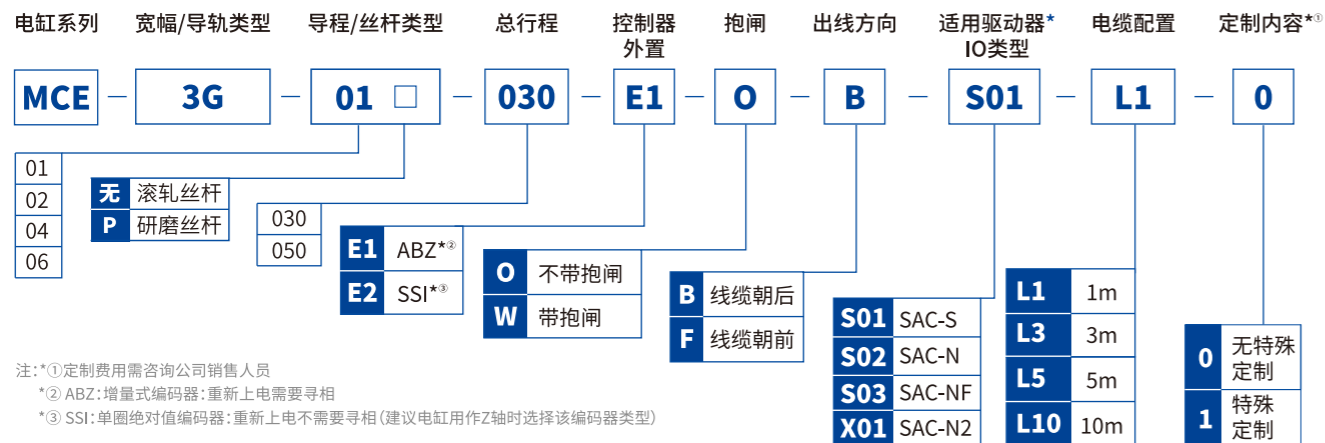 电缸系列 宽幅/导轨类型 导程/丝杆类型 总行程 控制器外置 抱闸 出线方向 适用驱动器*IO类型 电缆配置 定制内容*①
MCE — 3G — 01 □ — 030 — E1 — O — B — S01 — L1 — 0
01
02
04
06
无 滚轧丝杆
P 研磨丝杆
030
050
E1 ABZ*②
E2 SSI*③
O 不带抱闸
W 带抱闸
B 线缆朝后
F 线缆朝前
S01 SAC-S
S02 SAC-N
S03 SAC-NF
X01 SAC-N2
L1 1m
L3 3m
L5 5m
L10 10m
0 无特殊定制
1 特殊定制
注:*①定制费用需咨询公司销售人员
*② ABZ:增量式编码器:重新上电需要寻相
*③ SSI:单圈绝对值编码器:重新上电不需要寻相(建议电缸用作Z轴时选择该编码器类型)